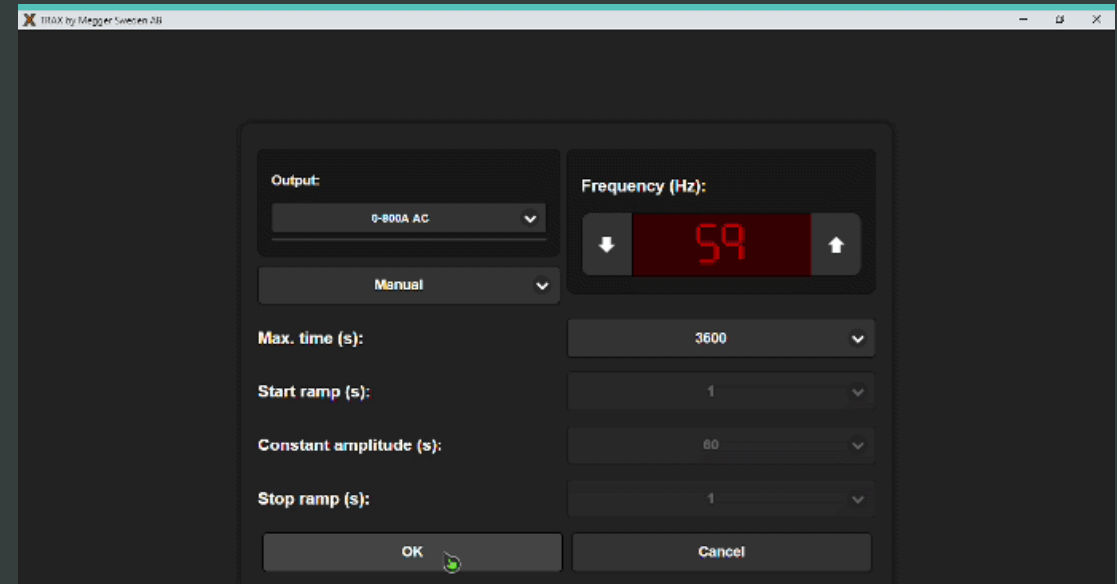 TRAX by Megger Sweden AB
Output:
0-800A AC
Manual
Frequency (Hz):
59
Max. time (s):
3600
Start ramp (s):
1
Constant amplitude (s):
60
Stop ramp (s):
1
OK
Cancel